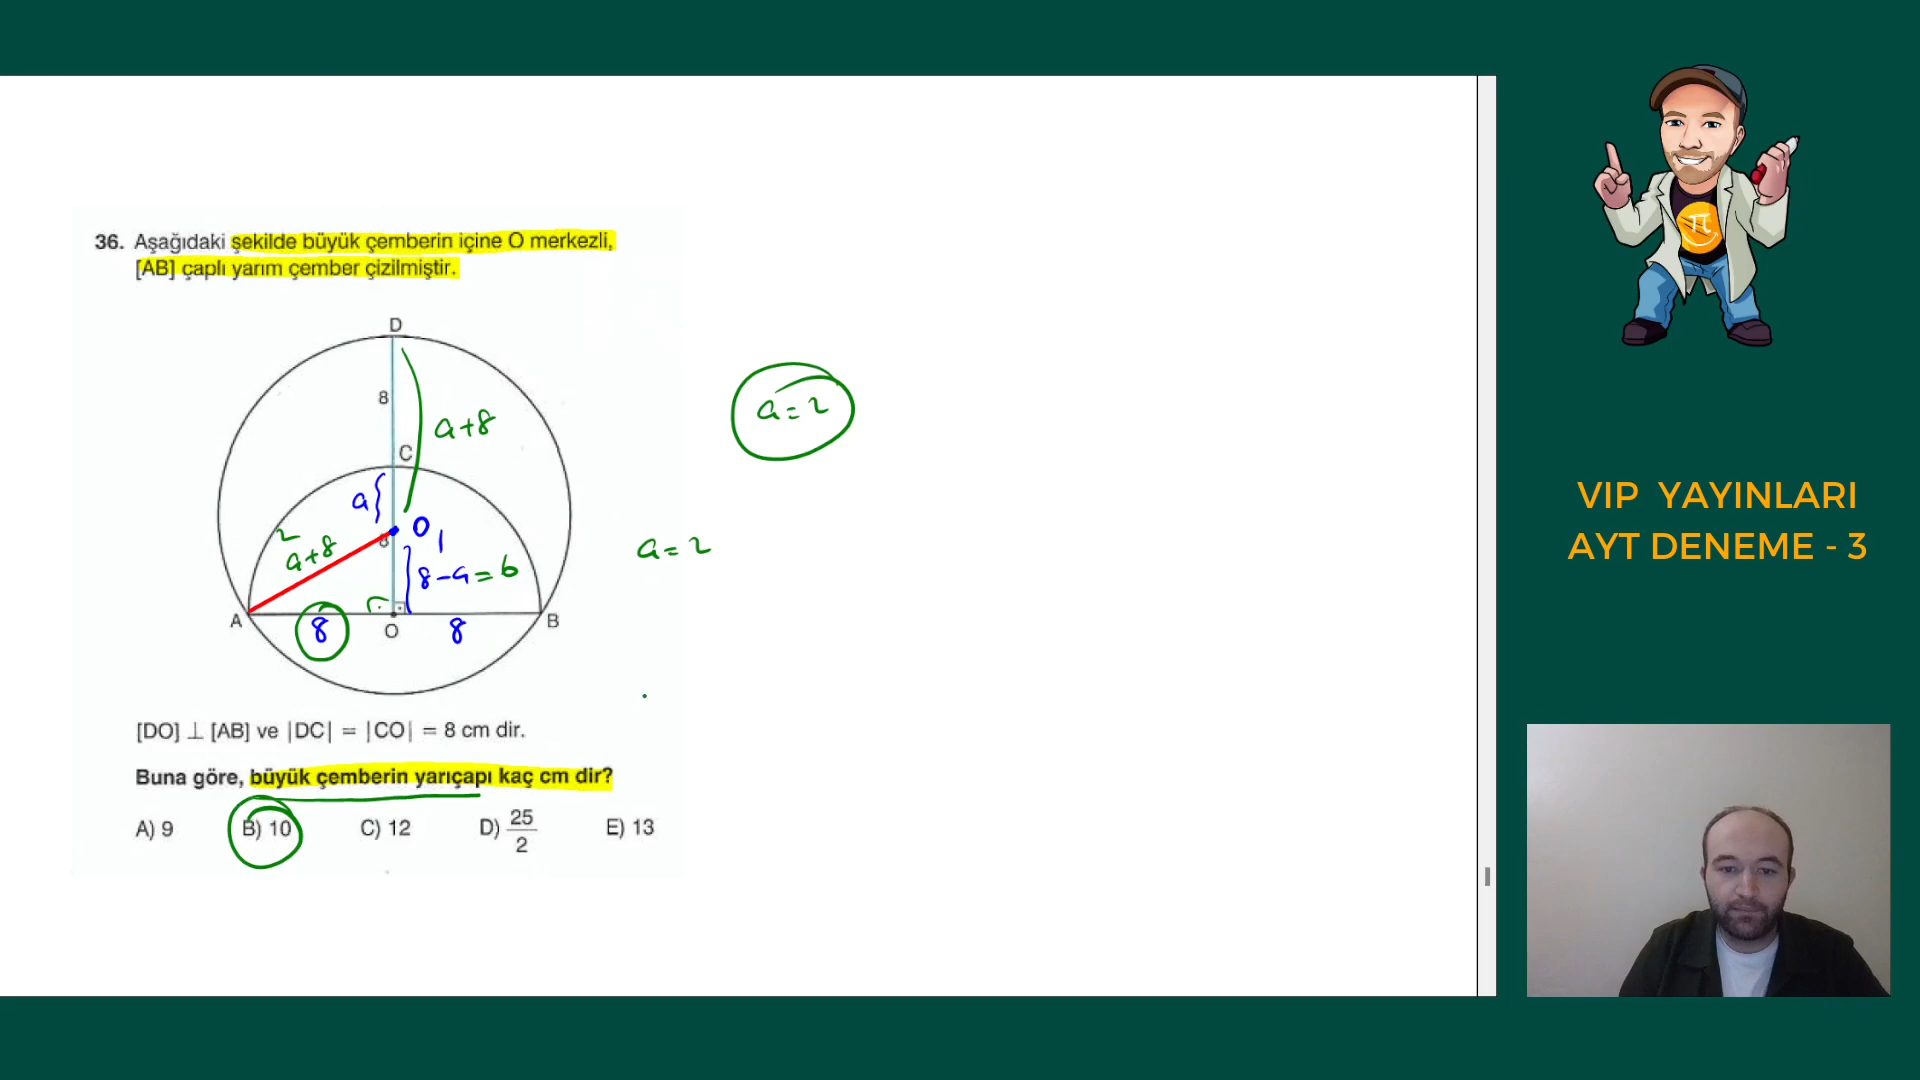 36. Aşağıdaki şekilde büyük çemberin içine O merkezli,
[AB] çaplı yarım çember çizilmiştir.
D
8
a+8
a=2
C
a
O1
2
a+8
8
8-a=6
a=2
A
8
O
8
B
[DO] ⊥ [AB] ve |DC| = |CO| = 8 cm dir.
Buna göre, büyük çemberin yarıçapı kaç cm dir?
A) 9 B) 10 C) 12 D) 25/2 E) 13
π
VIP YAYINLARI
AYT DENEME - 3